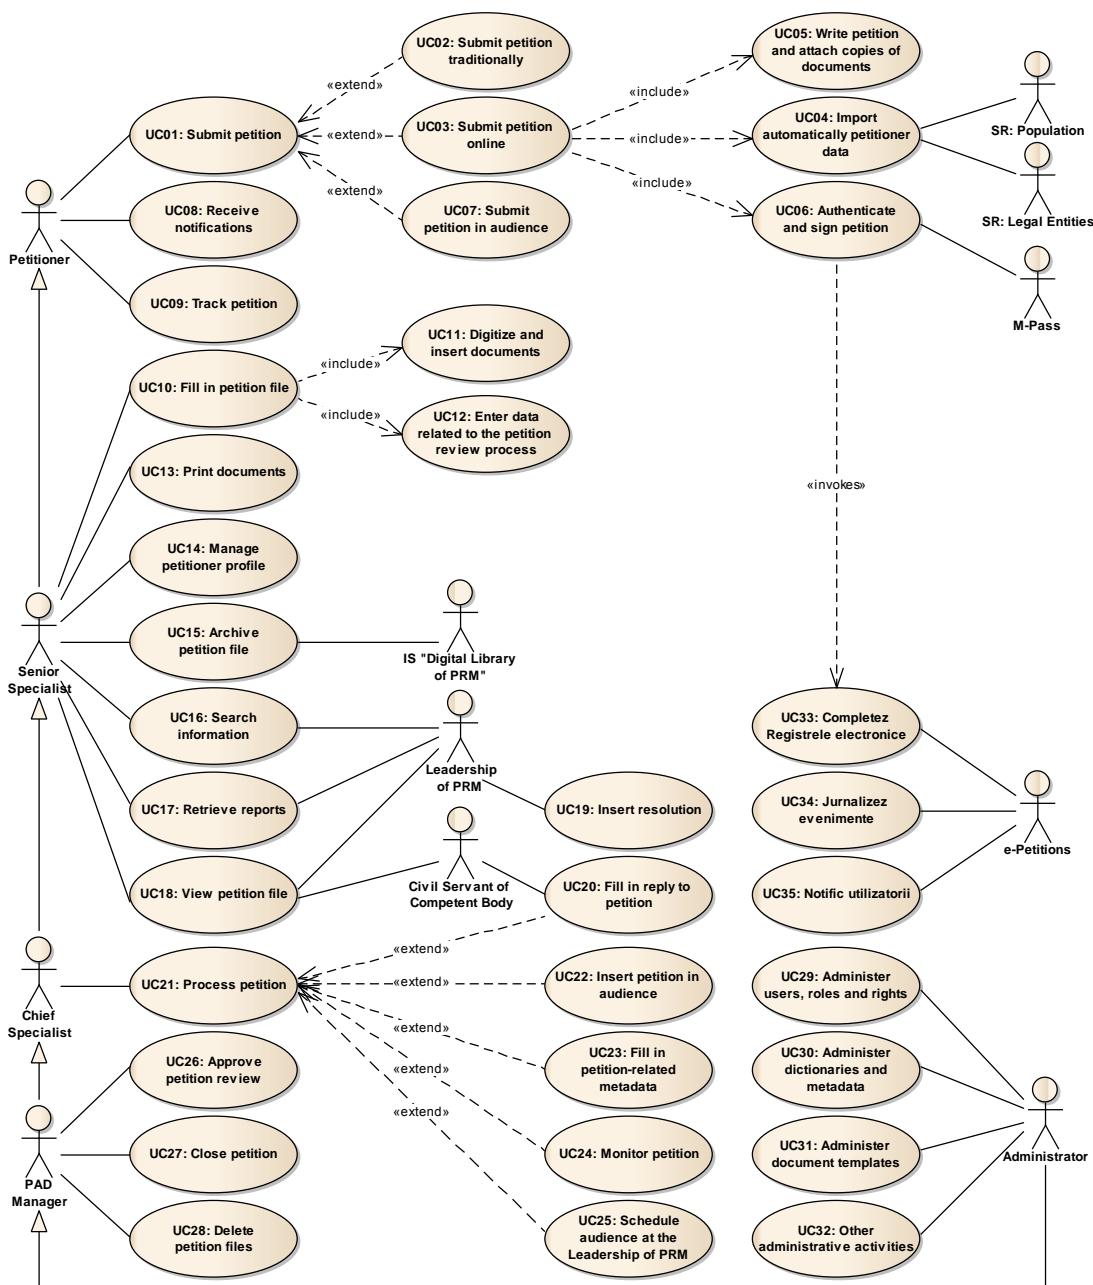 UC02: Submit petition
traditionally
UC05: Write petition
and attach copies of
documents
«extend»
«include»
UC01: Submit petition
«extend»
UC03: Submit petition
online
«include»
UC04: Import
automatically petitioner
data
SR: Population
«extend»
«include»
UC08: Receive
notifications
UC07: Submit
petition in audience
UC06: Authenticate
and sign petition
SR: Legal Entities
Petitioner
UC09: Track petition
M-Pass
UC11: Digitize and
insert documents
«include»
UC10: Fill in petition file
«include»
UC12: Enter data
related to the petition
review process
UC13: Print documents
«invokes»
UC14: Manage
petitioner profile
UC15: Archive
petition file
IS "Digital Library
of PRM"
Senior
Specialist
UC16: Search
information
UC33: Completez
Registrele electronice
Leadership
of PRM
UC17: Retrieve reports
UC19: Insert resolution
UC34: Jurnalizez
evenimente
e-Petitions
UC18: View petition file
Civil Servant of
Competent Body
UC20: Fill in reply to
petition
UC35: Notific utilizatorii
«extend»
UC21: Process petition
«extend»
UC22: Insert petition in
audience
UC29: Administer
users, roles and rights
Chief
Specialist
«extend»
UC26: Approve
petition review
UC23: Fill in
petition-related
metadata
UC30: Administer
dictionaries and
metadata
«extend»
«extend»
UC27: Close petition
UC24: Monitor petition
UC31: Administer
document templates
Administrator
PAD
Manager
UC28: Delete
petition files
UC25: Schedule
audience at the
Leadership of PRM
UC32: Other
administrative activities